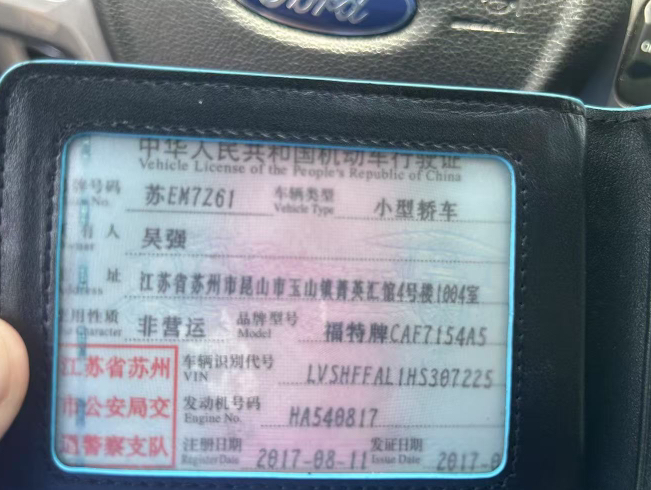 Ford
中华人民共和国机动车行驶证
Vehicle License of the People's Republic of China
牌号码 苏EM7Z61 车辆类型 小型轿车
No. Vehicle Type
有人 吴强
址 江苏省苏州市昆山市玉山镇菁英汇馆4号楼1004室
用性质 非营运 品牌型号 福特牌CAF7154A5
Character Model
江苏省苏州 车辆识别代号 LVSHFFAL1HS307225
VIN
市公安局交 发动机号码 HA540817
Engine No.
通警察支队 注册日期 2017-08-11 发证日期 2017-0
Register Date Issue Date